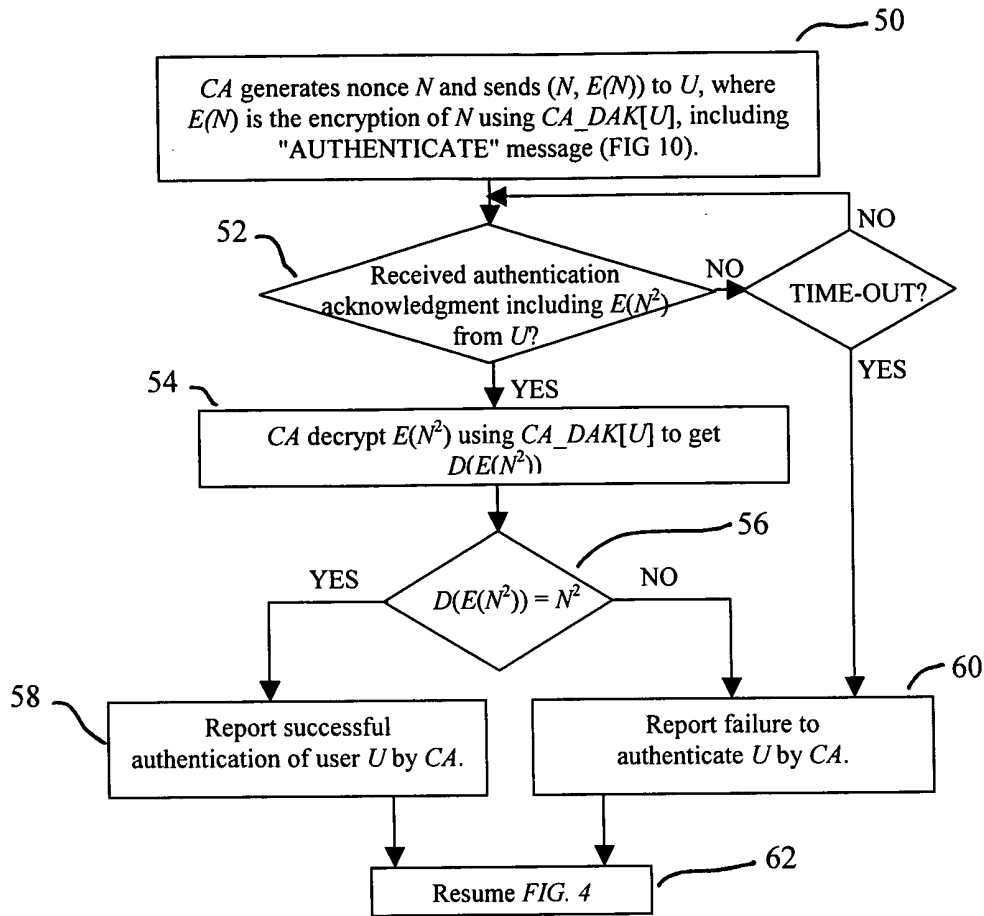 50
CA generates nonce N and sends (N, E(N)) to U, where
E(N) is the encryption of N using CA_DAK[U], including
"AUTHENTICATE" message (FIG 10).
52
Received authentication
acknowledgment including E(N²)
from U?
NO
NO
TIME-OUT?
YES
YES
54
CA decrypt E(N²) using CA_DAK[U] to get
D(E(N²))
56
YES
D(E(N²)) = N²
NO
58
Report successful
authentication of user U by CA.
60
Report failure to
authenticate U by CA.
62
Resume FIG. 4